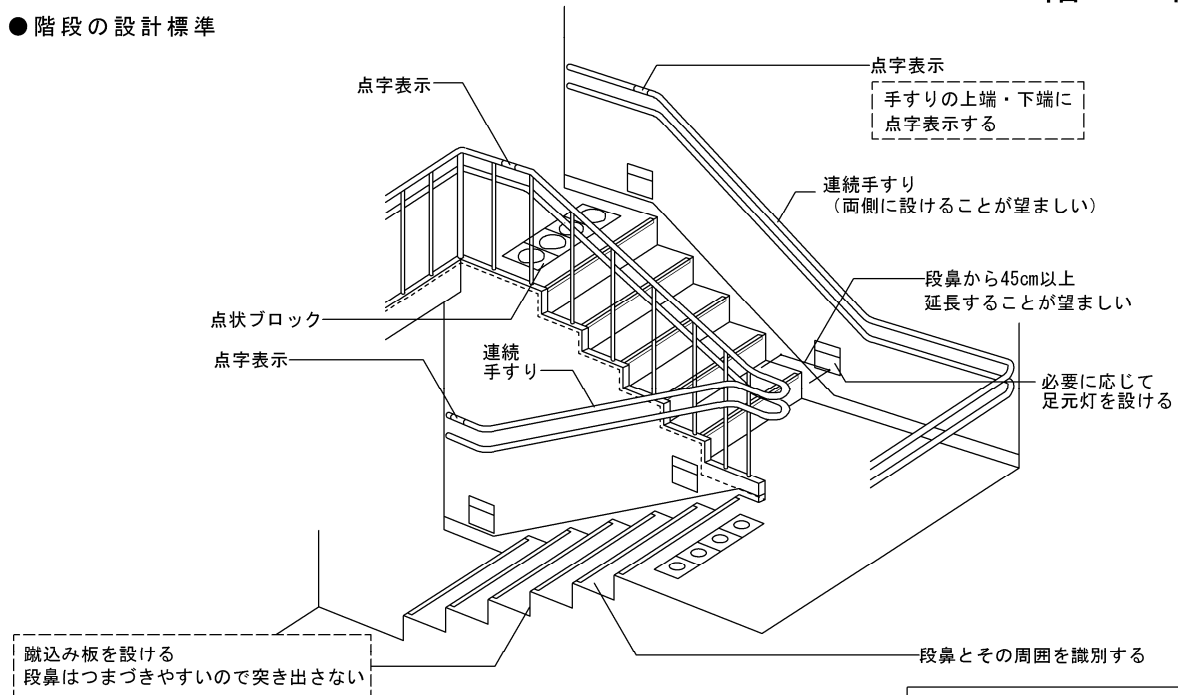 ●階段の設計標準
点字表示
点字表示
手すりの上端・下端に
点字表示する
連続手すり
(両側に設けることが望ましい)
段鼻から45cm以上
延長することが望ましい
点状ブロック
点字表示
連続
手すり
必要に応じて
足元灯を設ける
蹴込み板を設ける
段鼻はつまづきやすいので突き出さない
段鼻とその周囲を識別する